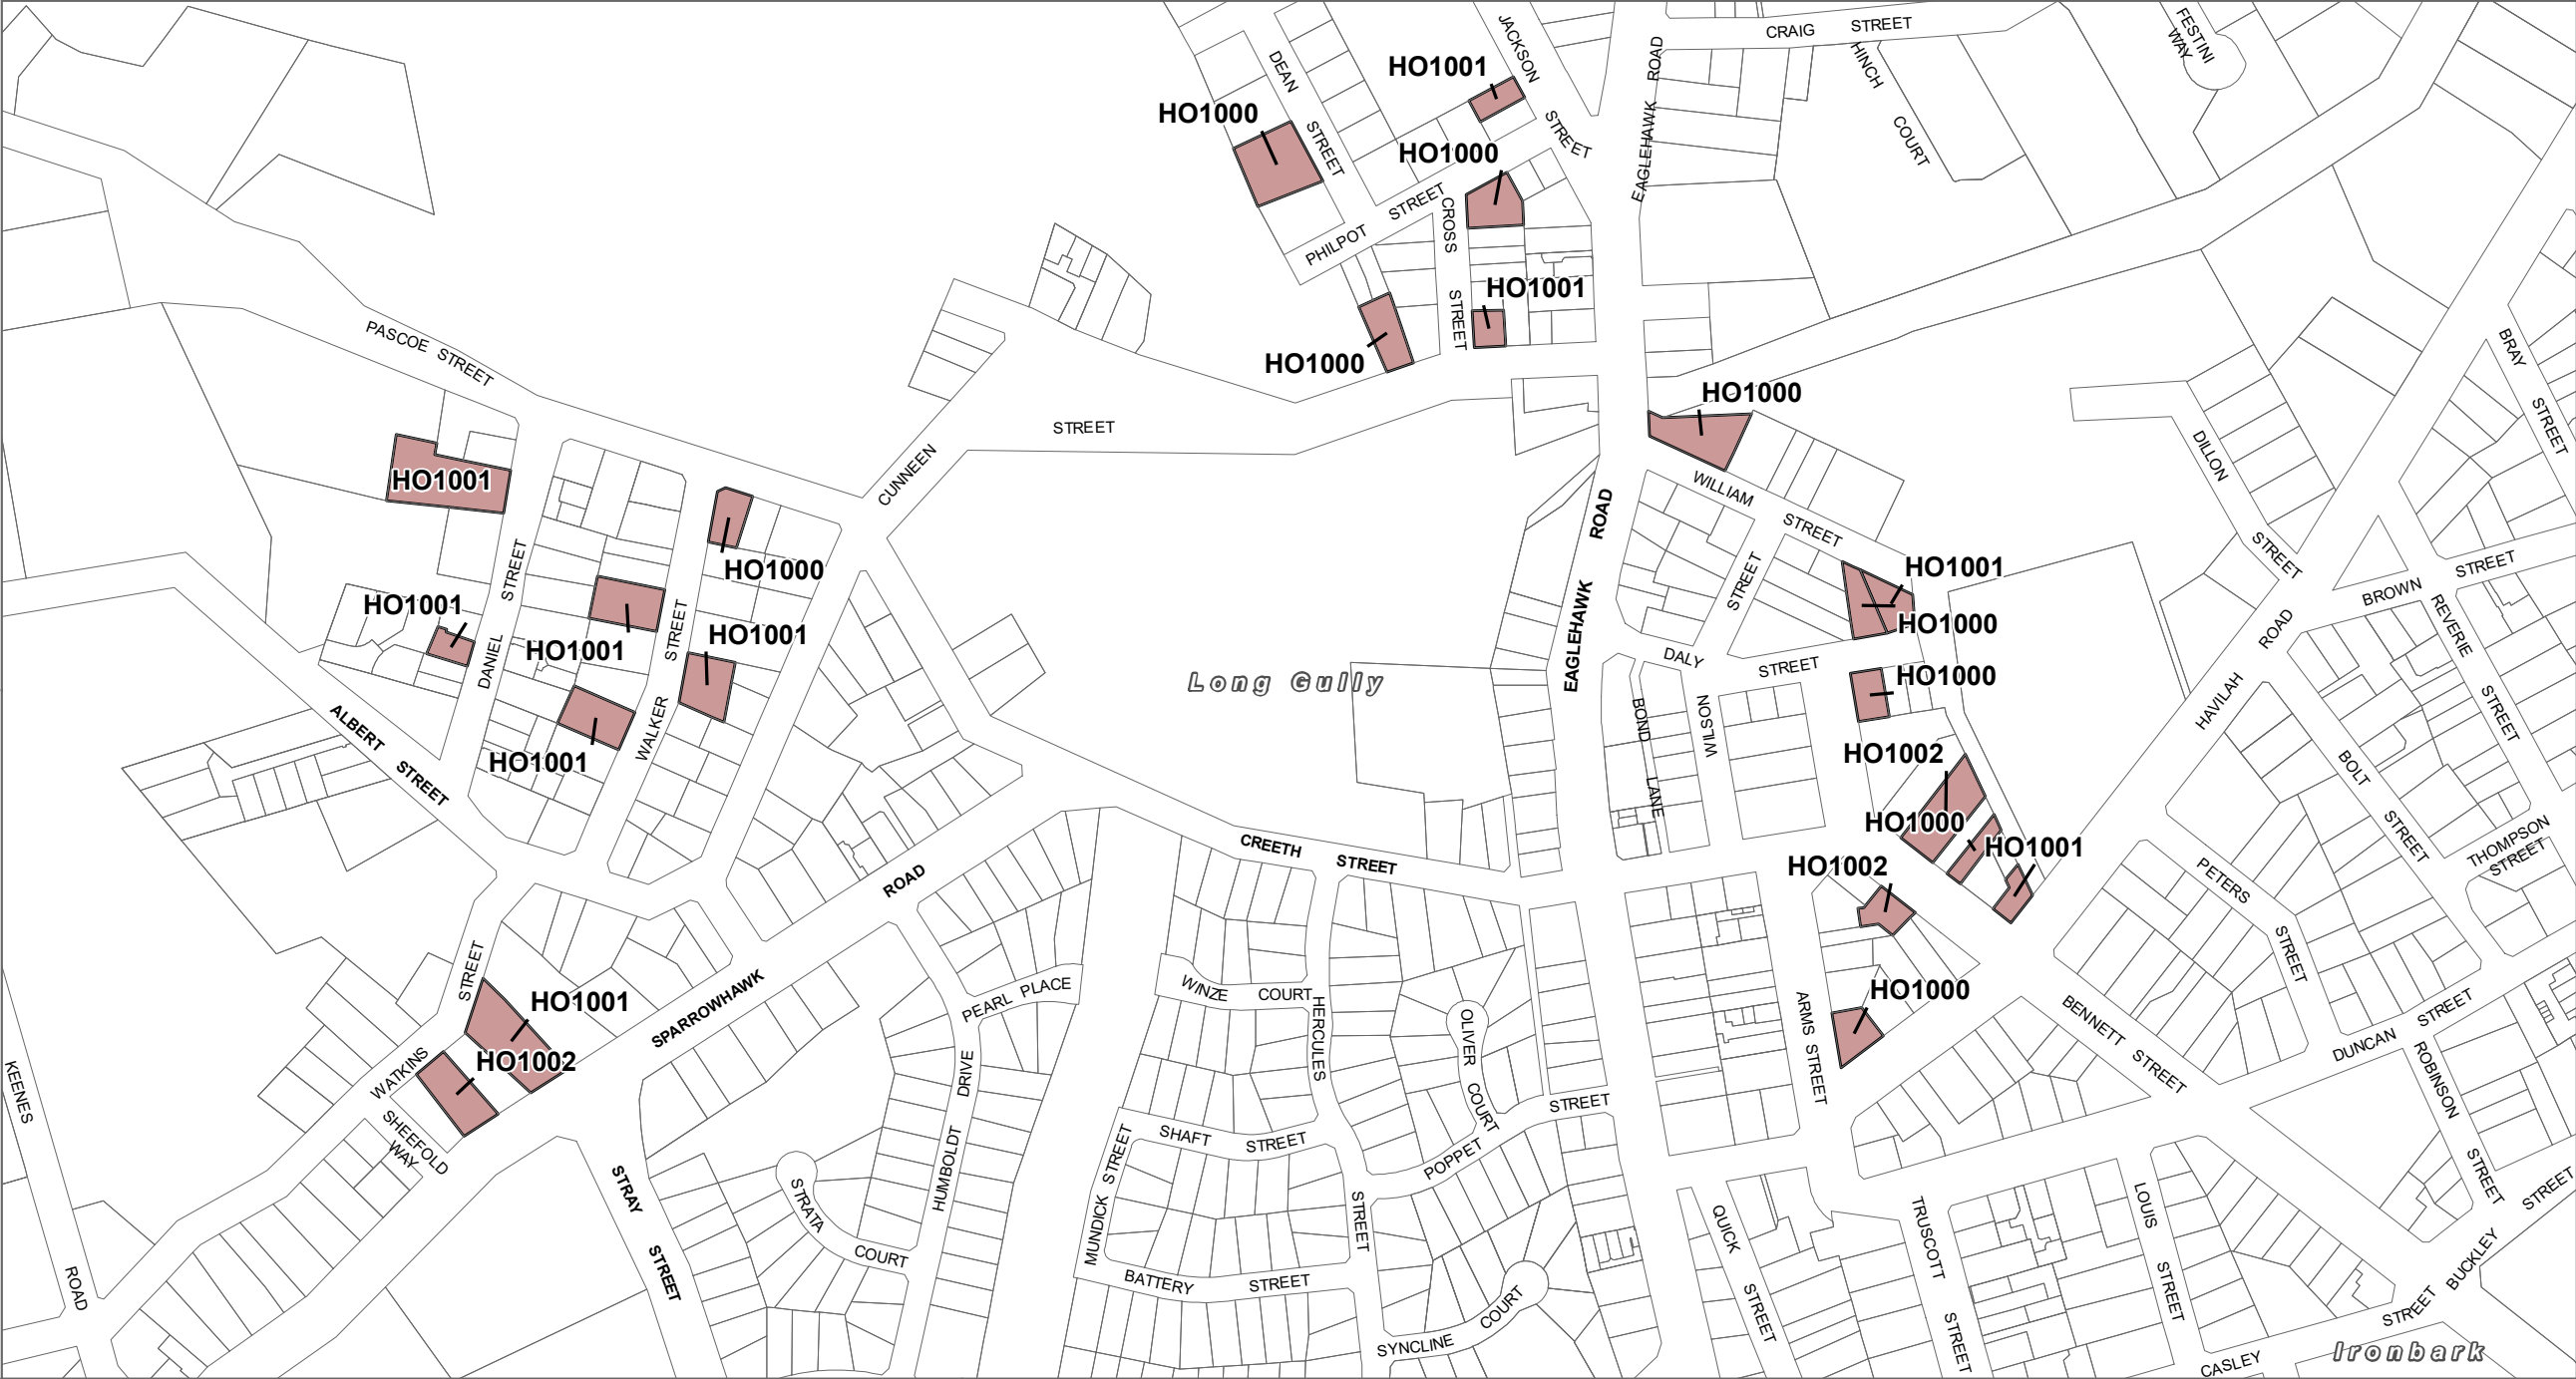 CRAIG STREET
FESTINI
WAY
JACKSON
STREET
HINCH
COURT
EAGLEHAWK ROAD
DEAN
STREET
HO1001
HO1000
HO1000
PHILPOT STREET
CROSS
STREET
HO1001
HO1000
PASCOE STREET
STREET
CUNNEEN
HO1000
BRAY
STREET
DILLON
STREET
WILLIAM
STREET
HO1001
HO1000
HO1001
HO1001
HO1001
HO1001
DANIEL
STREET
WALKER
STREET
ALBERT
STREET
EAGLEHAWK ROAD
STREET
HO1001
HO1000
DALY
STREET
HO1000
Long Gully
BOND
LANE
WILSON
BROWN STREET
REVERIE
STREET
HAVILAH ROAD
BOLT
STREET
THOMPSON
STREET
HO1002
HO1000
HO1001
HO1002
HO1000
CREETH STREET
SPARROWHAWK
ROAD
PETERS
STREET
ARMS STREET
BENNETT STREET
DUNCAN STREET
ROBINSON
STREET
WATKINS
STREET
HO1001
HO1002
SHEEFOLD
WAY
KEENES
ROAD
PEARL PLACE
HUMBOLDT DRIVE
WINZE COURT
HERCULES
STREET
OLIVER
COURT
POPPET
STREET
SHAFT STREET
MUNDICK STREET
BATTERY STREET
STRAY
STREET
STRATA
COURT
SYNCLINE COURT
QUICK
STREET
TRUSCOTT
STREET
LOUIS
STREET
CASLEY
STREET
BUCKLEY
STREET
Ironbark